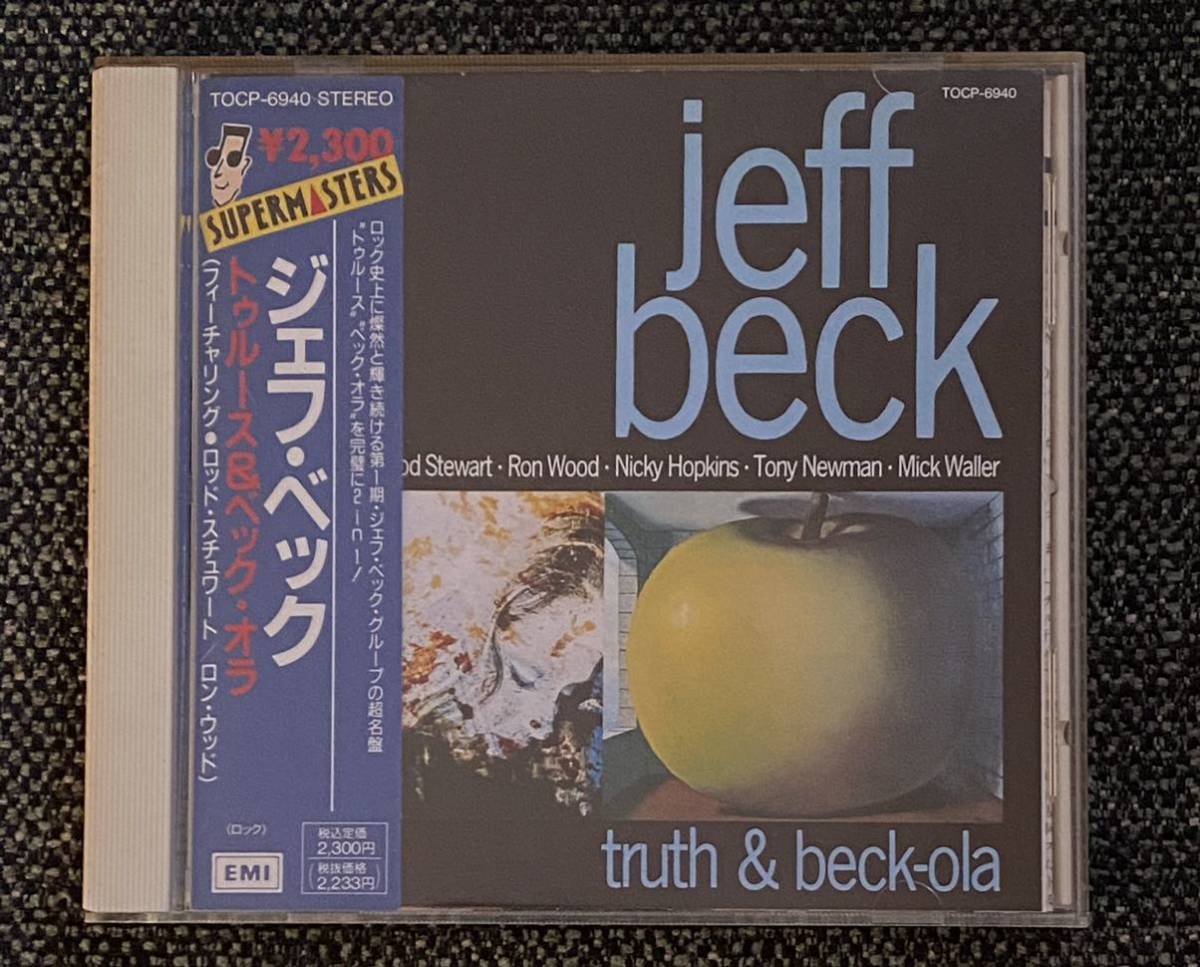 TOCP-6940 STEREO
¥2,300
SUPERMASTERS
ロック史上に燦然と輝き続ける第1期・ジェフ・ベック・グループの超名盤
"トゥルース" "ベック・オラ"を完璧に2 in 1!
ジェフ・ベック
トゥルース&ベック・オラ
(フィーチャリング●ロッド・スチュワート/ロン・ウッド)
(ロック)
EMI
税込定価
2,300円
(税抜価格
2,233円)
TOCP-6940
jeff
beck
od Stewart · Ron Wood · Nicky Hopkins · Tony Newman · Mick Waller
truth & beck-ola